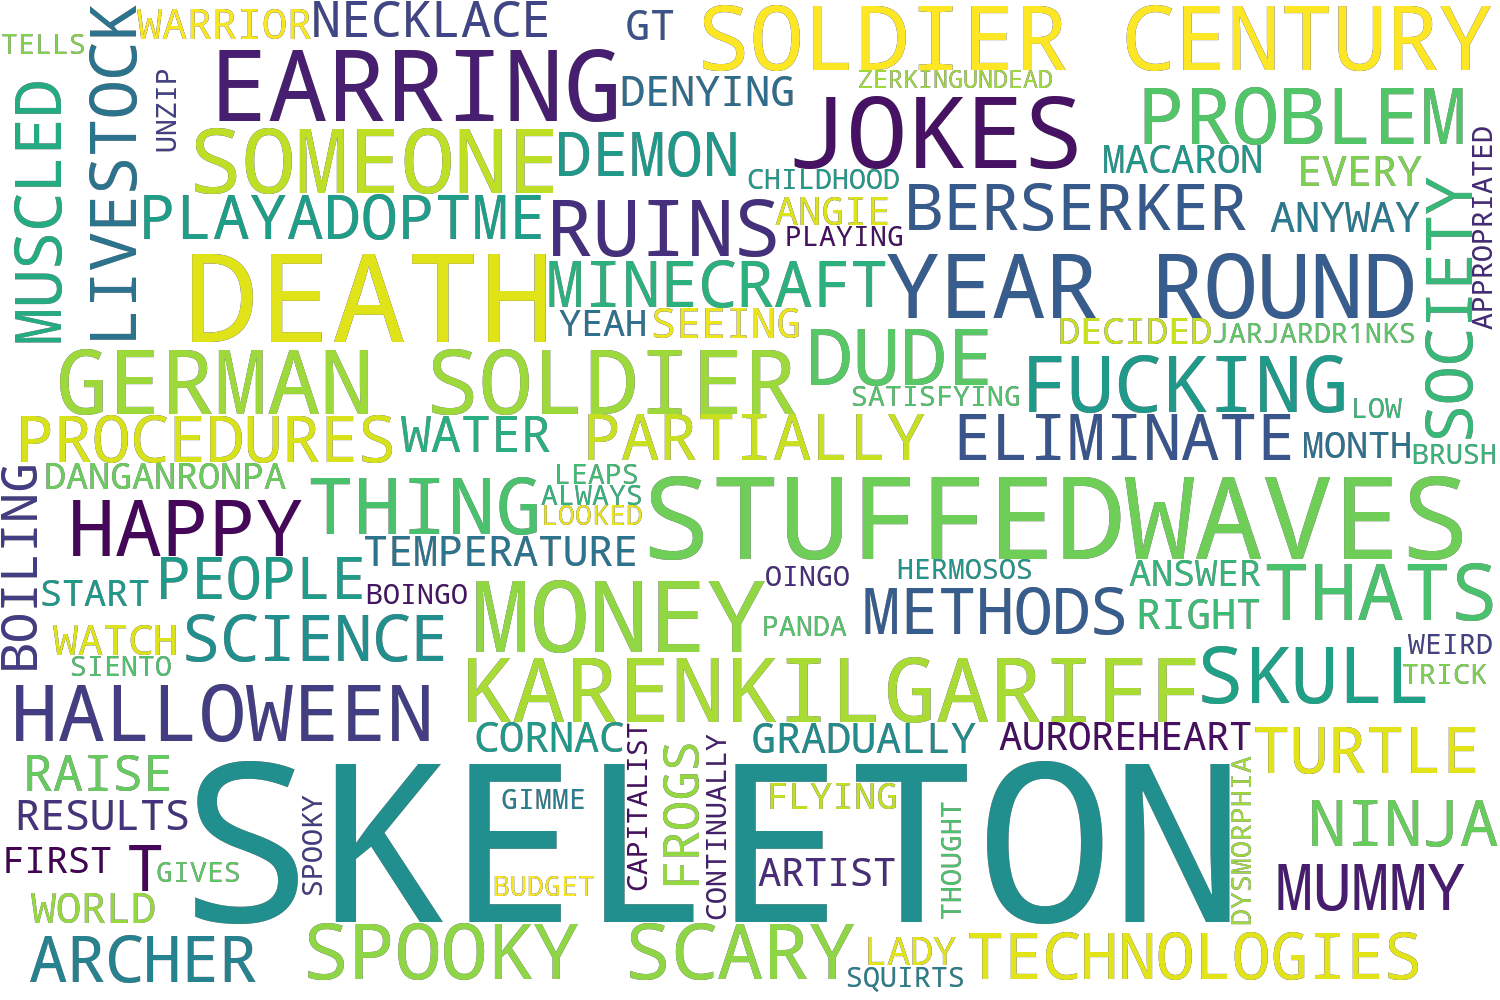 TELLS
WARRIOR
NECKLACE
GT
SOLDIER CENTURY
MUSCLED
LIVESTOCK
UNZIP
EARRING
DENYING
ZERKINGUNDEAD
JOKES
PROBLEM
SOMEONE
DEMON
CHILDHOOD
MACARON
EVERY
APPROPRIATED
PLAYADOPTME
RUINS
ANGIE
PLAYING
BERSERKER
ANYWAY
SOCIETY
DEATH
MINECRAFT
YEAR ROUND
YEAH
SEEING
DECIDED
JARJARDR1NKS
GERMAN SOLDIER
DUDE
SATISFYING
FUCKING
LOW
PROCEDURES
WATER
PARTIALLY
ELIMINATE
MONTH
BRUSH
BOILING
DANGANRONPA
LEAPS
ALWAYS
LOOKED
HAPPY
THING
STUFFEDWAVES
TEMPERATURE
START
PEOPLE
BOINGO
MONEY
OINGO
HERMOSOS
ANSWER
THATS
METHODS
RIGHT
PANDA
WATCH
SIENTO
SCIENCE
KARENKILGARIFF
SKULL
WEIRD
TRICK
HALLOWEEN
CORNAC
CAPITALIST
FROGS
CONTINUALLY
GRADUALLY
AUROREHEART
TURTLE
RAISE
RESULTS
SPOOKY
SKELETON
GIMME
FLYING
THOUGHT
DYSMORPHIA
NINJA
FIRST
T
GIVES
BUDGET
ARTIST
MUMMY
WORLD
ARCHER
SPOOKY SCARY
LADY
SQUIRTS
TECHNOLOGIES